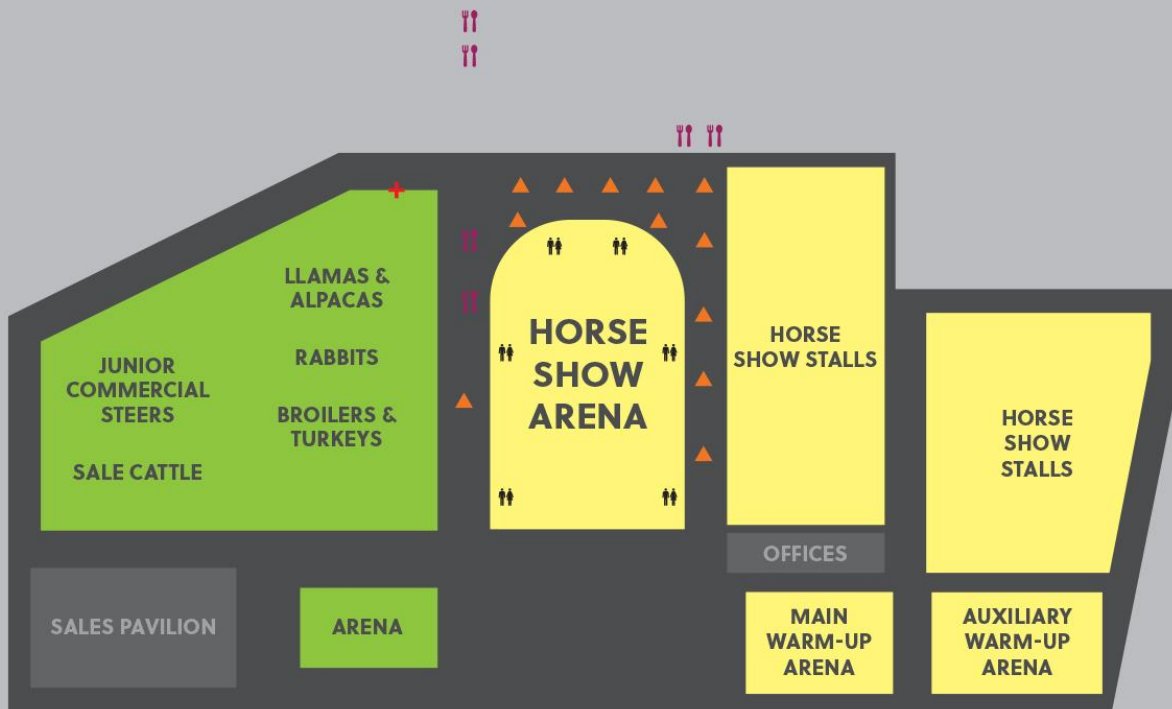 LLAMAS &
ALPACAS
RABBITS
BROILERS &
TURKEYS
JUNIOR
COMMERCIAL
STEERS
SALE CATTLE
HORSE
SHOW
ARENA
HORSE
SHOW STALLS
HORSE
SHOW
STALLS
OFFICES
SALES PAVILION
ARENA
MAIN
WARM-UP
ARENA
AUXILIARY
WARM-UP
ARENA